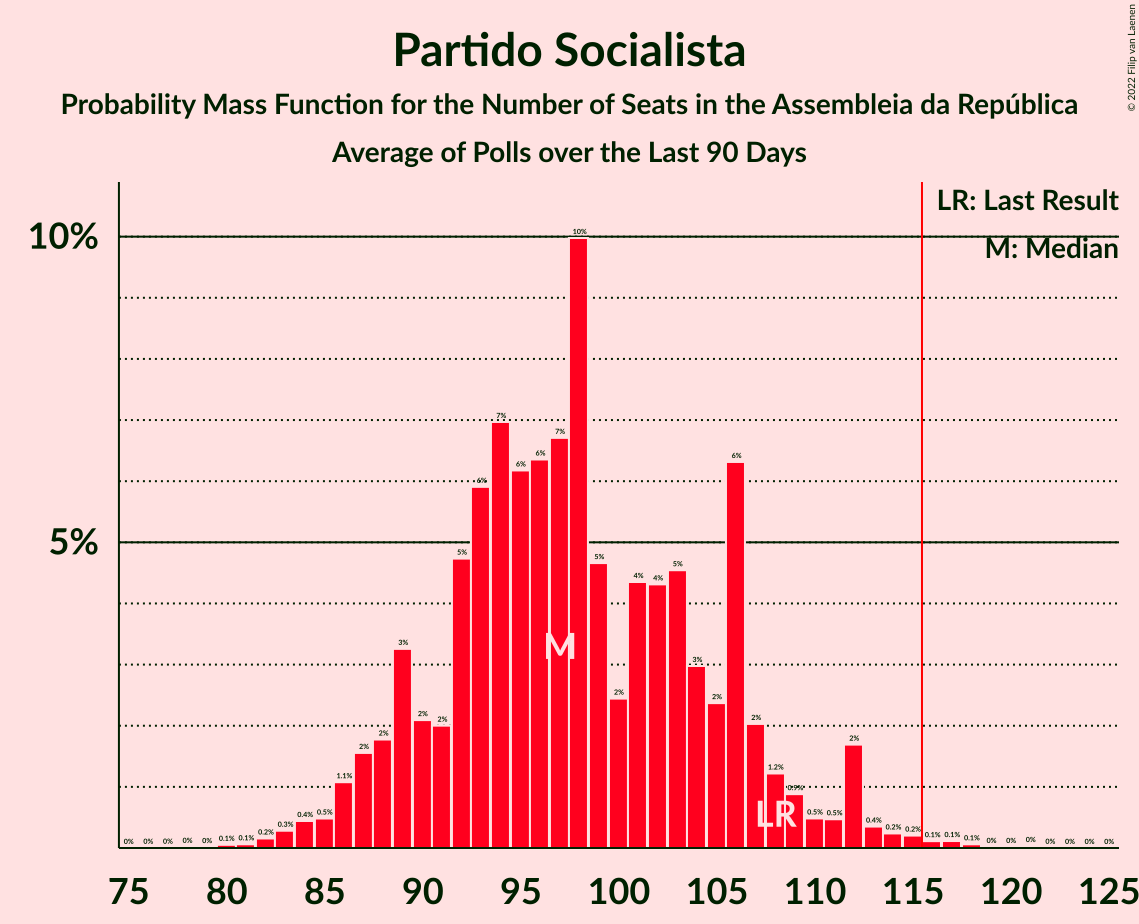 Partido Socialista
Probability Mass Function for the Number of Seats in the Assembleia da República
Average of Polls over the Last 90 Days
© 2022 Filip van Laenen
LR: Last Result
M: Median
10%
5%
0% 0% 0% 0% 0% 0.1% 0.1% 0.2% 0.3% 0.4% 0.5% 1.1% 2% 2% 3% 2% 2% 5% 6% 7% 6% 6% 7% 10% 5% 2% 4% 4% 5% 3% 2% 6% 2% 1.2% 0.9% 0.5% 0.5% 2% 0.4% 0.2% 0.2% 0.1% 0.1% 0.1% 0% 0% 0% 0% 0% 0% 0%
M
LR
75 80 85 90 95 100 105 110 115 120 125